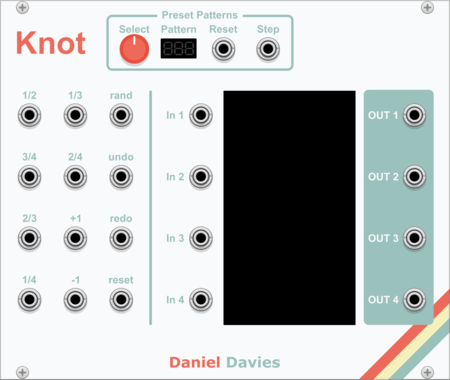 Preset Patterns
Knot
Select Pattern Reset Step
1/2 1/3 rand
In 1 OUT 1
3/4 2/4 undo
In 2 OUT 2
2/3 +1 redo
In 3 OUT 3
1/4 -1 reset
In 4 OUT 4
Daniel Davies